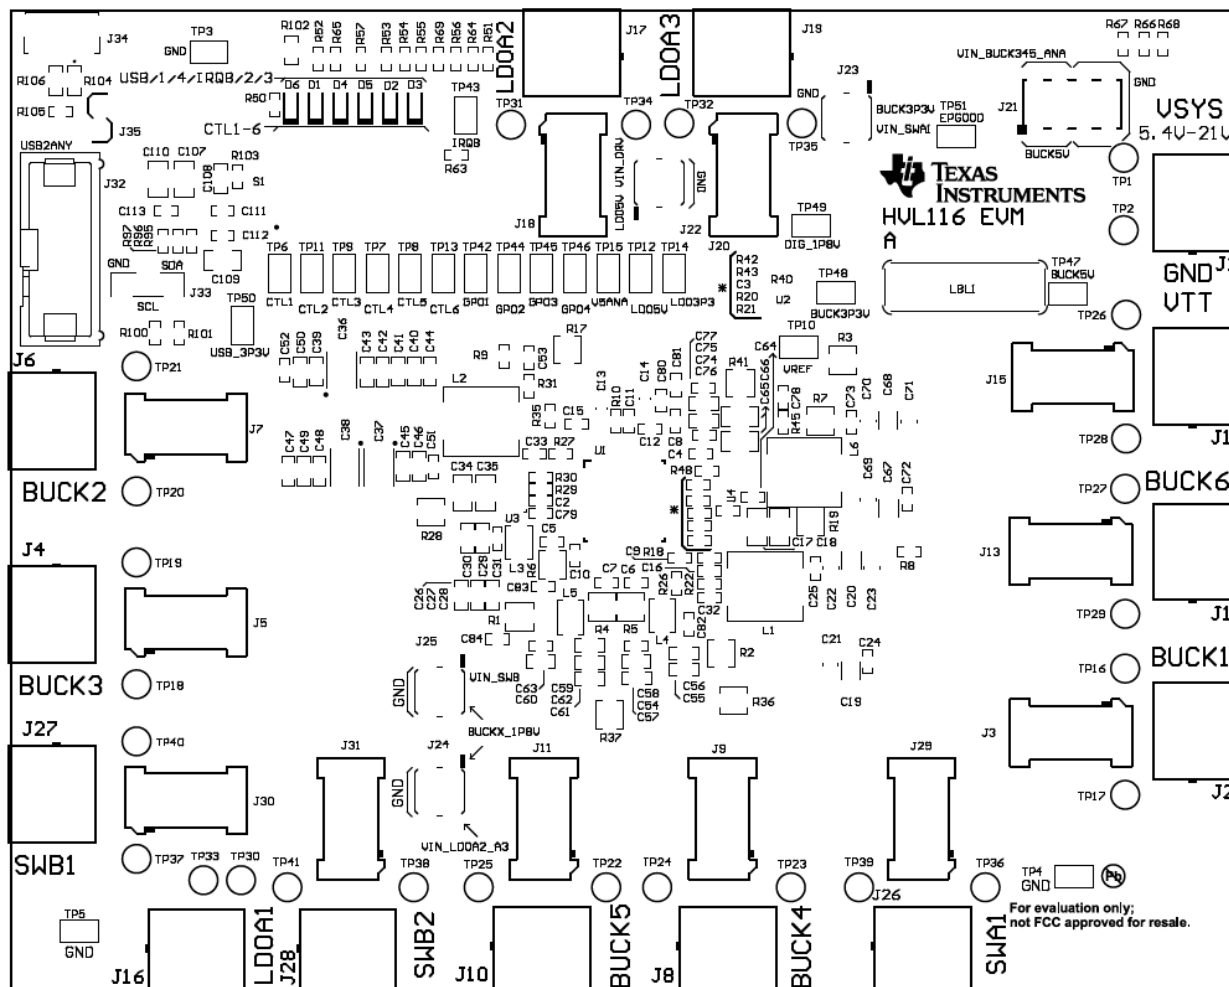 J34
TP3
GND
R102
R52
R65
R57
R53
R54
R55
R69
R56
R64
R51
LDOA2
J17
LDOA3
J19
R67 R66 R68
VIN_BUCK345_ANA
GND
R106
R104
USB/1/4/IRQB/2/3
D6 D1 D4 D5 D2 D3
R50
TP43
IRQB
R63
TP31
TP34
TP32
GND
J23
BUCK3P3V
VIN_SWA1
TP35
TP51
EPGOOD
J21
BUCK5V
VSYS
5.4V-21V
R105
J35
CTL1-6
USB2ANY
J32
C110 C107
C108
R103
S1
C113
C111
R97
R96
R95
C112
GND
SDA
C109
SCL
J33
R100
R101
TP50
USB_3P3V
J18
LDO5V VIN_DRV
GND
J22
J20
TP49
DIG_1P8V
TEXAS
INSTRUMENTS
HVL116 EVM
A
TP1
TP2
GND
VTT
TP6 TP11 TP9 TP7 TP8 TP13 TP42 TP44 TP45 TP46 TP15 TP12 TP14
CTL1 CTL2 CTL3 CTL4 CTL5 CTL6 GPO1 GPO2 GPO3 GPO4 V5ANA LDO5V LDO3P3
R42
R43
C3
R20
R21
R40
U2
TP48
BUCK3P3V
LBL1
TP47
BUCK5V
TP26
J6
TP21
C52 C50 C39
C36
C43 C42 C41 C40 C44
L2
R9
C53
R17
R31
R35
C15
C13
R10
C11
C14
C80
C81
C77
C75
C74
C76
R41
C64
C66
C65
TP10
VREF
R3
C78
R45
R7
C73
C70
C68
C71
J15
J7
C47 C49 C48
C38
C37
C45 C46 C51
C33 R27
U1
C12
C8
C4
L6
TP28
BUCK2
TP20
C34 C35
R28
R30
R29
C2
C79
R48
U4
C69
C67
C72
R19
TP27
BUCK6
J4
TP19
U3
C5
L3
R6
C30 C29 C31
C10
C9 R18
C17 C18
R8
J13
C26
C27
C28
C83
C7 C6 C16
R26
R22
C32
C25 C22 C20 C23
J5
R1
L5
R4
R5
L4
C82
L1
TP29
J25
C84
R2
C21
C24
TP16
BUCK1
BUCK3
TP18
VIN_SWB
GND
C63
C60
C59
C62
C61
C58
C54
C57
C56
C55
R36
C19
R37
J27
TP40
J31
J24
BUCKX_1P8V
J11
J9
J29
J3
GND
J30
VIN_LDOA2_A3
TP17
J2
SWB1
TP37
TP33
TP30
TP41
TP38
TP25
TP22
TP24
TP23
TP39
J26
TP36
TP4
GND
Pb
For evaluation only;
not FCC approved for resale.
TP5
GND
J16
LDOA1
J28
SWB2
J10
BUCK5
J8
BUCK4
SWA1